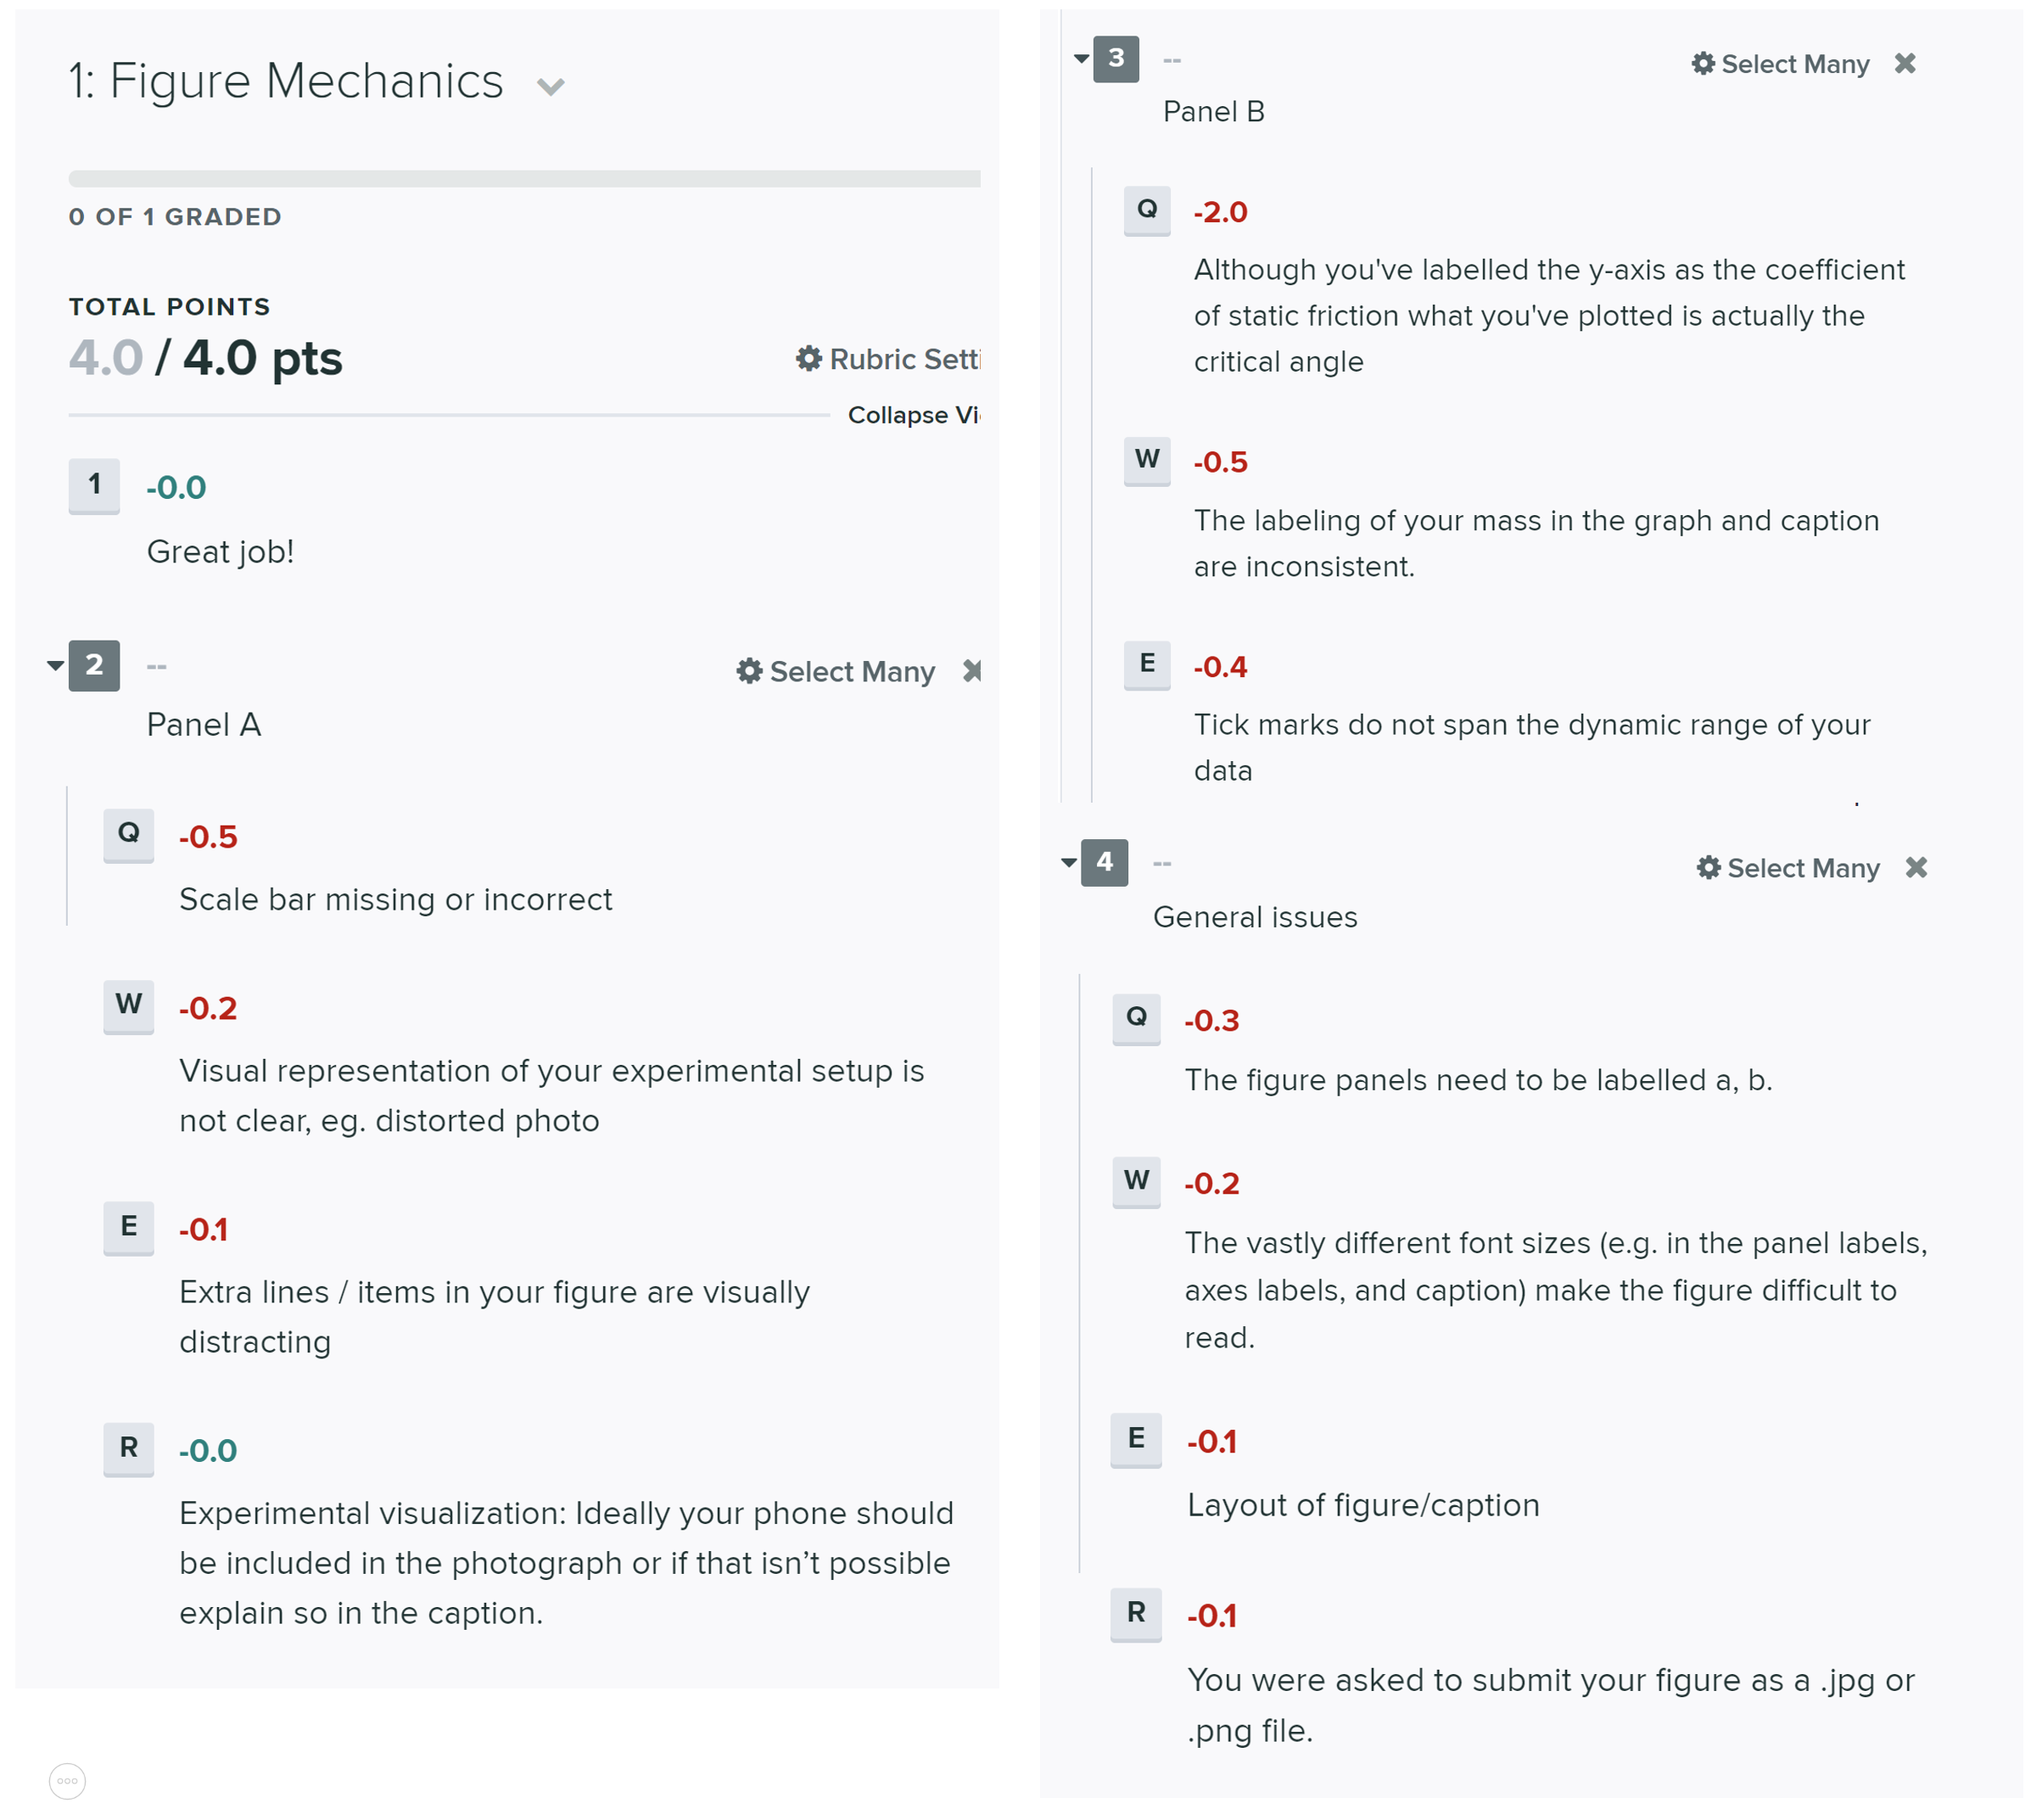 1: Figure Mechanics
0 OF 1 GRADED
TOTAL POINTS
4.0 / 4.0 pts
Rubric Setti
Collapse Vi
1 -0.0
Great job!
2 -- Select Many
Panel A
Q -0.5
Scale bar missing or incorrect
W -0.2
Visual representation of your experimental setup is
not clear, eg. distorted photo
E -0.1
Extra lines / items in your figure are visually
distracting
R -0.0
Experimental visualization: Ideally your phone should
be included in the photograph or if that isn’t possible
explain so in the caption.
3 -- Select Many
Panel B
Q -2.0
Although you've labelled the y-axis as the coefficient
of static friction what you've plotted is actually the
critical angle
W -0.5
The labeling of your mass in the graph and caption
are inconsistent.
E -0.4
Tick marks do not span the dynamic range of your
data
4 -- Select Many
General issues
Q -0.3
The figure panels need to be labelled a, b.
W -0.2
The vastly different font sizes (e.g. in the panel labels,
axes labels, and caption) make the figure difficult to
read.
E -0.1
Layout of figure/caption
R -0.1
You were asked to submit your figure as a .jpg or
.png file.